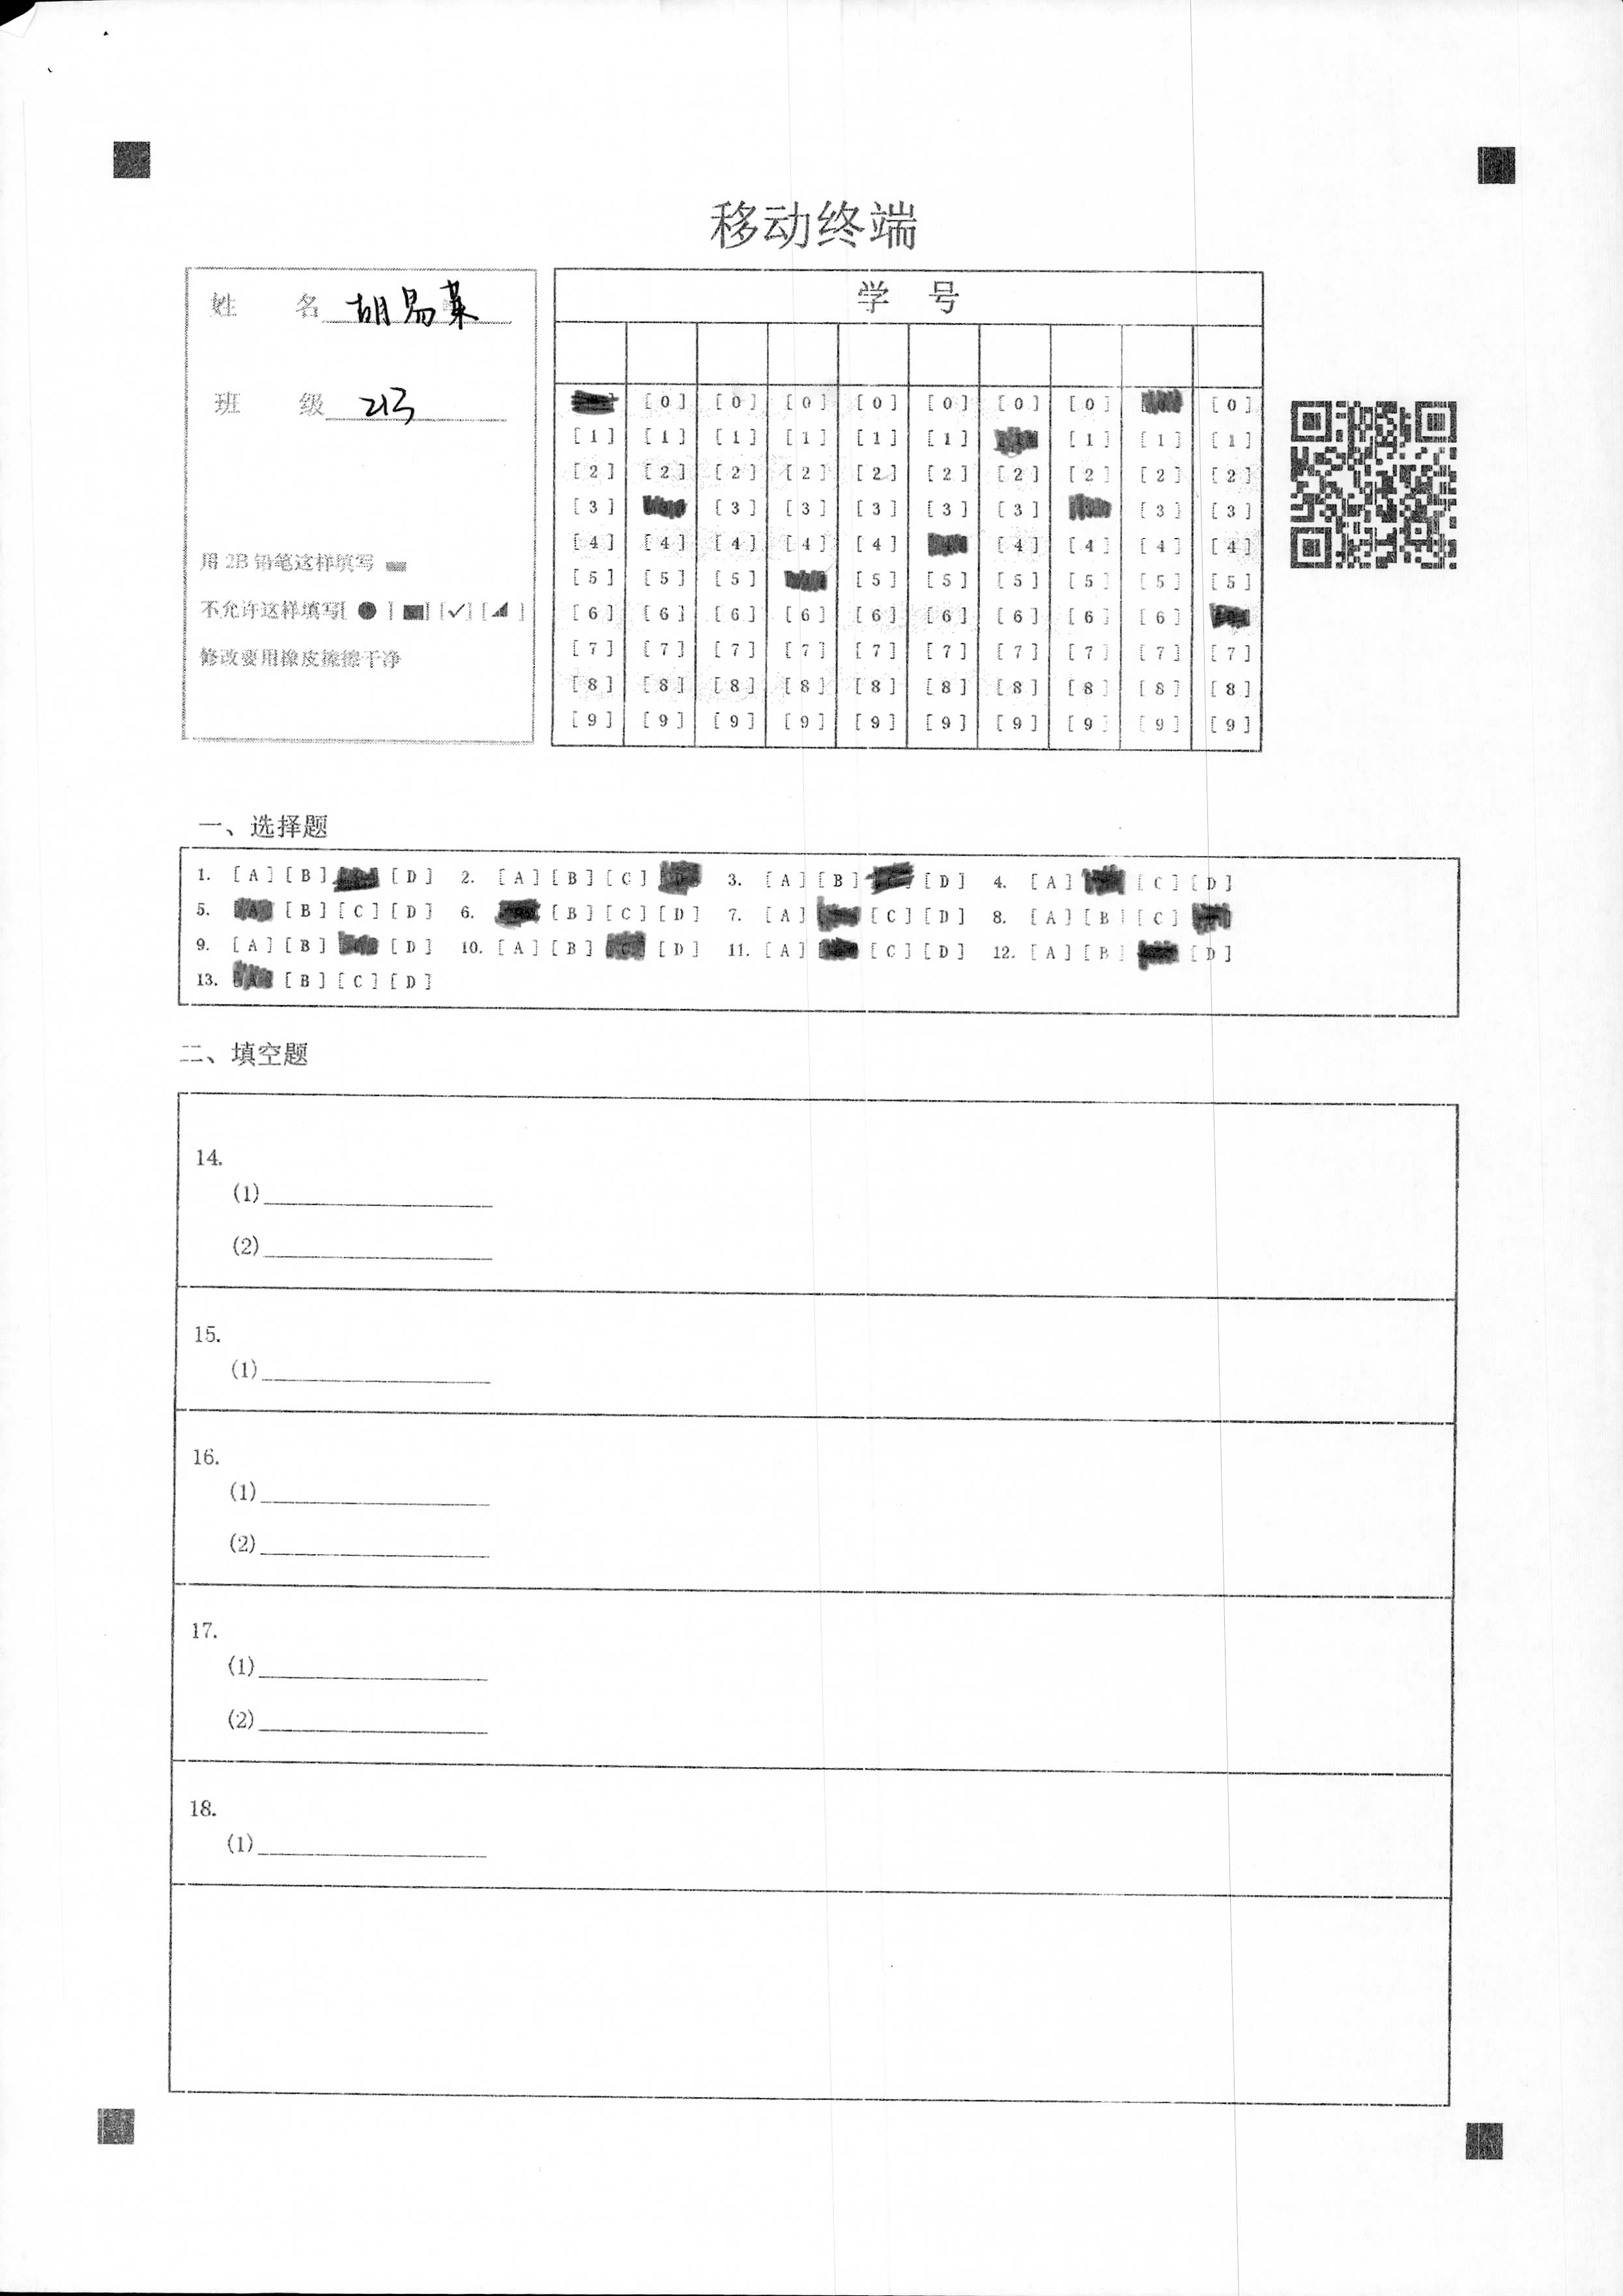 移动终端
姓 名 胡易莱
班 级 213
用 2B 铅笔这样填写
不允许这样填写[ ● ] [■] [✓] [◢ ]
修改要用橡皮擦擦干净
学 号
[0] [0] [0] [0] [0] [0] [0] [0]
[1] [1] [1] [1] [1] [1] [1] [1] [1]
[2] [2] [2] [2] [2] [2] [2] [2] [2] [2]
[3] [3] [3] [3] [3] [3] [3] [3]
[4] [4] [4] [4] [4] [4] [4] [4] [4]
[5] [5] [5] [5] [5] [5] [5] [5] [5]
[6] [6] [6] [6] [6] [6] [6] [6] [6]
[7] [7] [7] [7] [7] [7] [7] [7] [7] [7]
[8] [8] [8] [8] [8] [8] [8] [8] [8] [8]
[9] [9] [9] [9] [9] [9] [9] [9] [9] [9]
一、选择题
1. [A] [B] [D] 2. [A] [B] [C] 3. [A] [B] [D] 4. [A] [C] [D]
5. [B] [C] [D] 6. [B] [C] [D] 7. [A] [C] [D] 8. [A] [B] [C]
9. [A] [B] [D] 10. [A] [B] [D] 11. [A] [C] [D] 12. [A] [B] [D]
13. [B] [C] [D]
二、填空题
14.
(1)
(2)
15.
(1)
16.
(1)
(2)
17.
(1)
(2)
18.
(1)